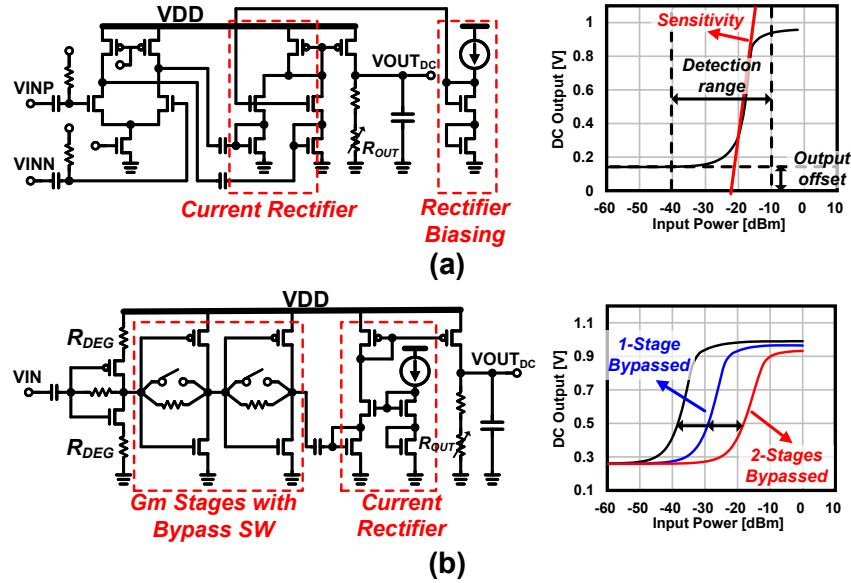 (a)
VDD
VINP
VINN
VOUTDC
ROUT
Current Rectifier
Rectifier
Biasing
DC Output [V]
1
0.8
0.6
0.4
0.2
0
Sensitivity
Detection
range
Output
offset
-60 -50 -40 -30 -20 -10 0 10
Input Power [dBm]
(a)
VDD
RDEG
VIN
RDEG
VOUTDC
ROUT
Gm Stages with
Bypass SW
Current
Rectifier
DC Output [V]
1.1
0.9
0.7
0.5
0.3
0.1
1-Stage
Bypassed
2-Stages
Bypassed
-60 -50 -40 -30 -20 -10 0 10
Input Power [dBm]
(b)